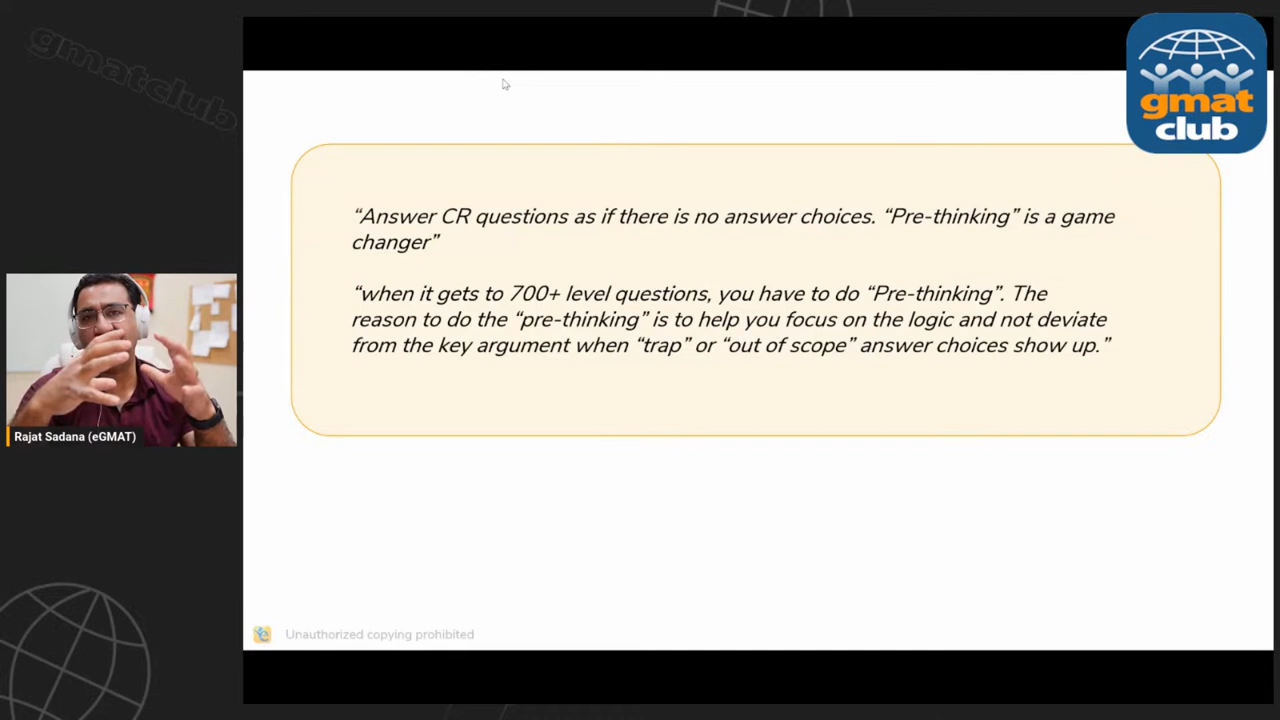 gmatclub
gmat
club
“Answer CR questions as if there is no answer choices. “Pre-thinking” is a game
changer”
“when it gets to 700+ level questions, you have to do “Pre-thinking”. The
reason to do the “pre-thinking” is to help you focus on the logic and not deviate
from the key argument when “trap” or “out of scope” answer choices show up.”
Rajat Sadana (eGMAT)
Unauthorized copying prohibited